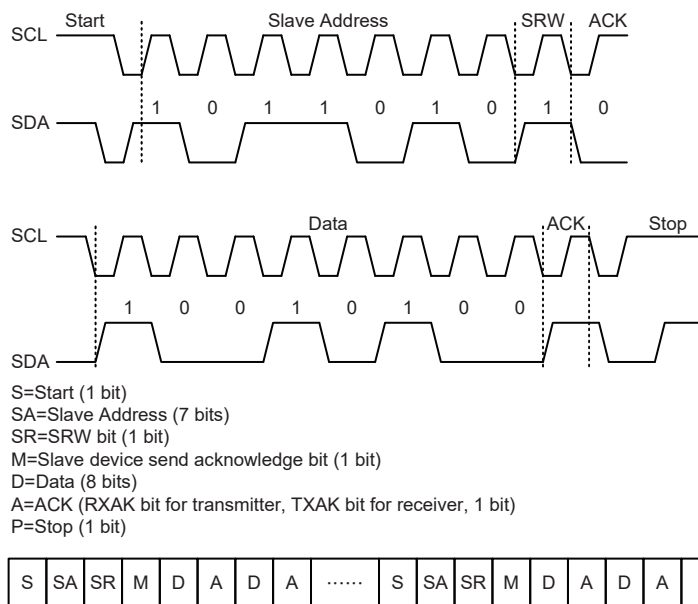 Start Slave Address SRW ACK
SCL
1 0 1 1 0 1 0 1 0
SDA
Data ACK Stop
SCL
1 0 0 1 0 1 0 0
SDA
S=Start (1 bit)
SA=Slave Address (7 bits)
SR=SRW bit (1 bit)
M=Slave device send acknowledge bit (1 bit)
D=Data (8 bits)
A=ACK (RXAK bit for transmitter, TXAK bit for receiver, 1 bit)
P=Stop (1 bit)
S SA SR M D A D A ······ S SA SR M D A D A